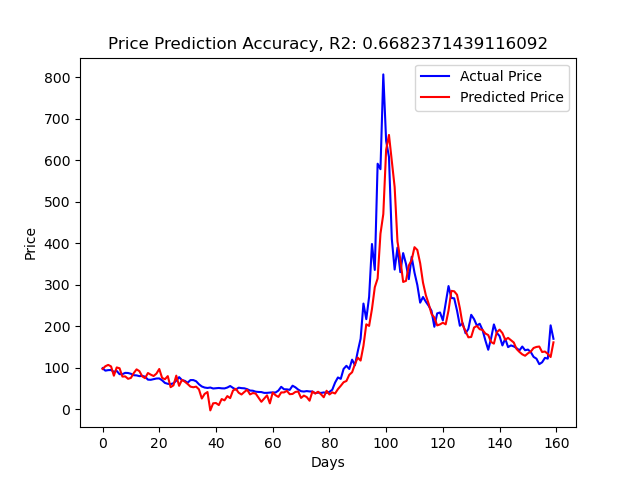 Price Prediction Accuracy, R2: 0.6682371439116092
Actual Price
Predicted Price
Price
800
700
600
500
400
300
200
100
0
0 20 40 60 80 100 120 140 160
Days